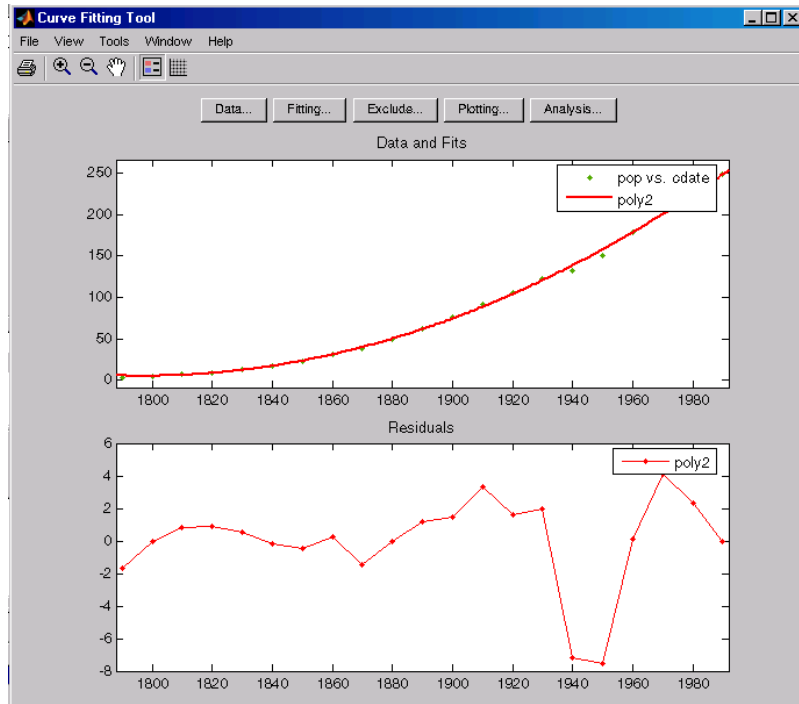 Curve Fitting Tool
File View Tools Window Help
Data... Fitting... Exclude... Plotting... Analysis...
Data and Fits
pop vs. cdate
poly2
250
200
150
100
50
0
1800 1820 1840 1860 1880 1900 1920 1940 1960 1980
Residuals
poly2
6
4
2
0
-2
-4
-6
-8
1800 1820 1840 1860 1880 1900 1920 1940 1960 1980